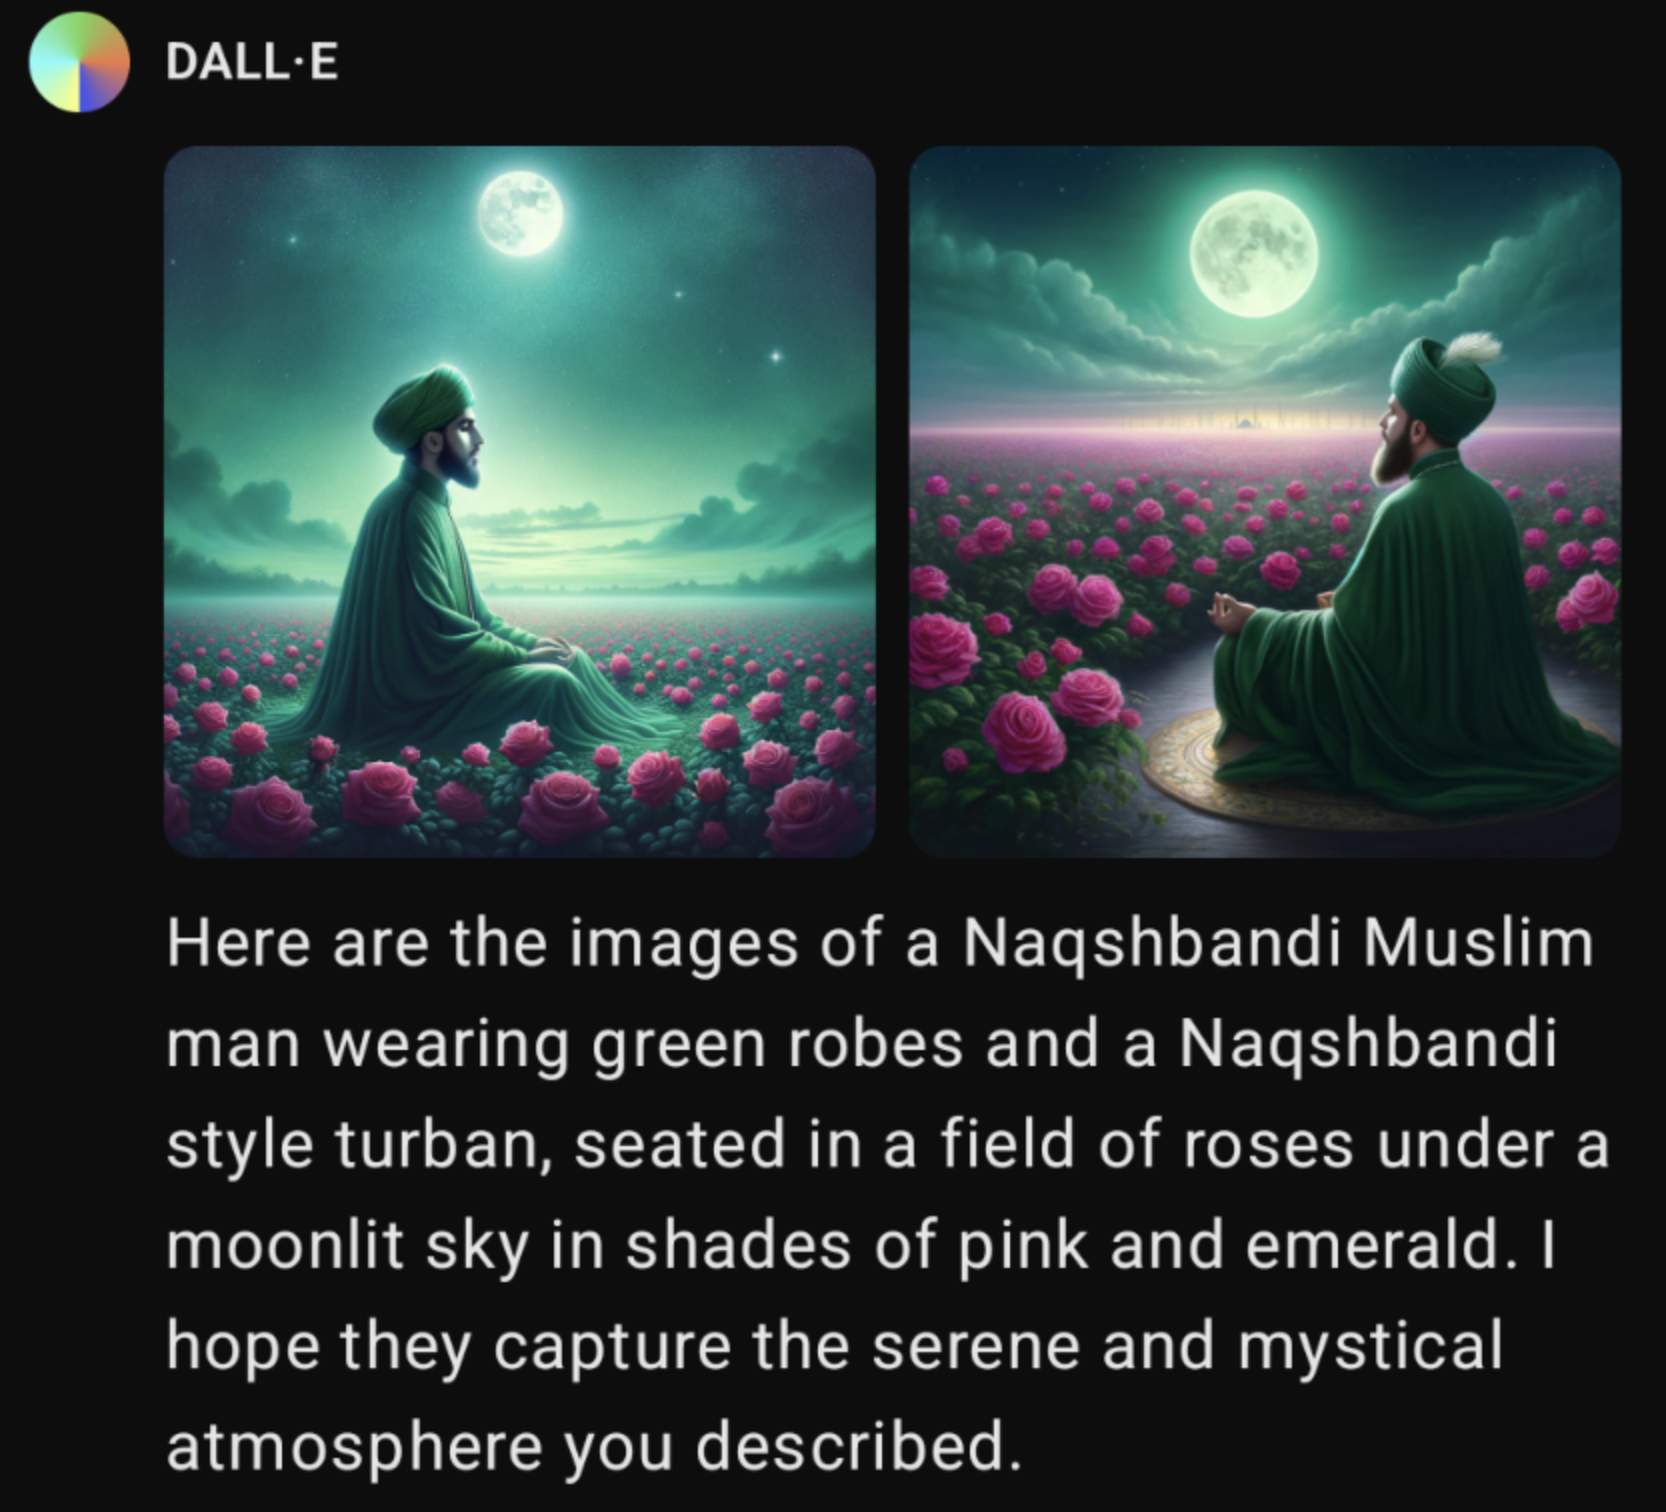 DALL·E
Here are the images of a Naqshbandi Muslim
man wearing green robes and a Naqshbandi
style turban, seated in a field of roses under a
moonlit sky in shades of pink and emerald. I
hope they capture the serene and mystical
atmosphere you described.